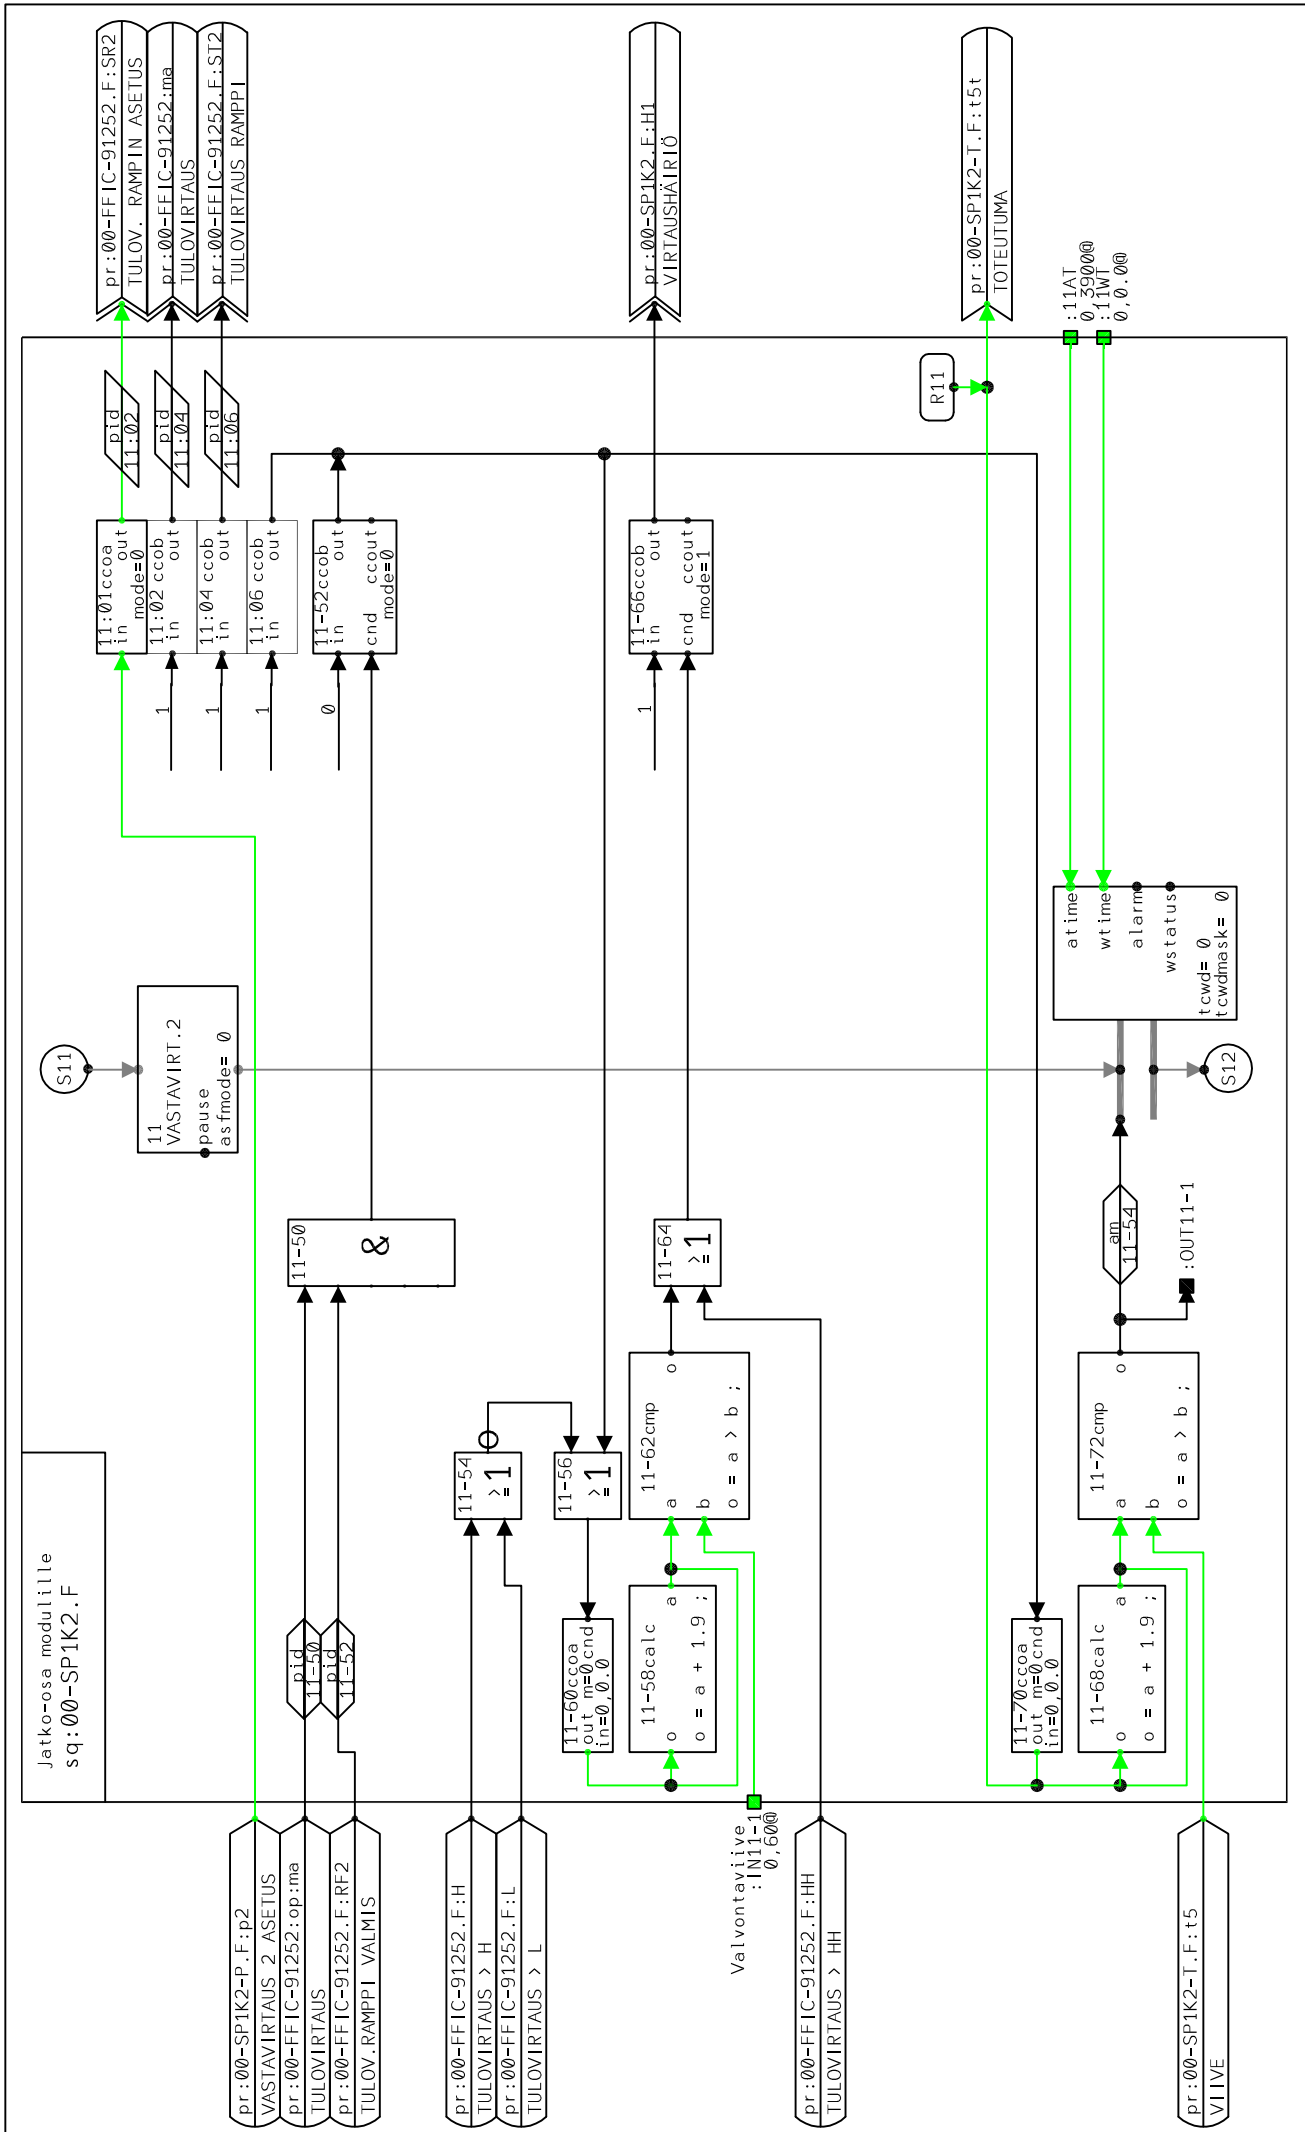 Jatko-osa modulille
sq:00-SP1K2.F
pr:00-SP1K2-P.F:p2
VASTAVIRTAUS 2 ASETUS
pr:00-FFIC-91252:op:ma
TULOVIRTAUS
pr:00-FFIC-91252.F:RF2
TULOV.RAMPPI VALMIS
pr:00-FFIC-91252.F:H
TULOVIRTAUS > H
pr:00-FFIC-91252.F:L
TULOVIRTAUS > L
Valvontaviive
:IN11-1
0,60@
pr:00-FFIC-91252.F:HH
TULOVIRTAUS > HH
pr:00-SP1K2-T.F:t5
VIIVE
pid
11-50
pid
11-52
11-60ccoa
out m=0 cnd
in=0,0.0
11-58calc
o a
o = a + 1.9 ;
11-70ccoa
out m=0 cnd
in=0,0.0
11-68calc
o a
o = a + 1.9 ;
11-54
≥1
11-56
≥1
11-62cmp
a o
b
o = a > b ;
11-72cmp
a o
b
o = a > b ;
11-50
&
11-64
≥1
am
11-54
:OUT11-1
S11
11
VASTAVIRT.2
pause
asfmode= 0
S12
atime
wtime
alarm
wstatus
tcwd= 0
tcwdmask= 0
1
1
1
0
1
11:01ccoa
in out
mode=0
11:02 ccob
in out
11:04 ccob
in out
11:06 ccob
in out
11-52ccob
in out
cnd ccout
mode=0
11-66ccob
in out
cnd ccout
mode=1
pid
11:02
pid
11:04
pid
11:06
R11
:11AT
0,3900@
:11WT
0,0.0@
pr:00-FFIC-91252.F:SR2
TULOV. RAMPIN ASETUS
pr:00-FFIC-91252:ma
TULOVIRTAUS
pr:00-FFIC-91252.F:ST2
TULOVIRTAUS RAMPPI
pr:00-SP1K2.F:H1
VIRTAUSHÄIRIÖ
pr:00-SP1K2-T.F:t5t
TOTEUTUMA